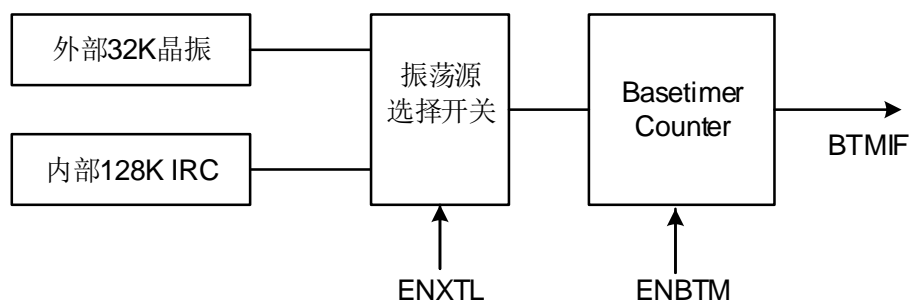 外部32K晶振
振荡源
选择开关
Basetimer
Counter
BTMIF
内部128K IRC
ENXTL
ENBTM